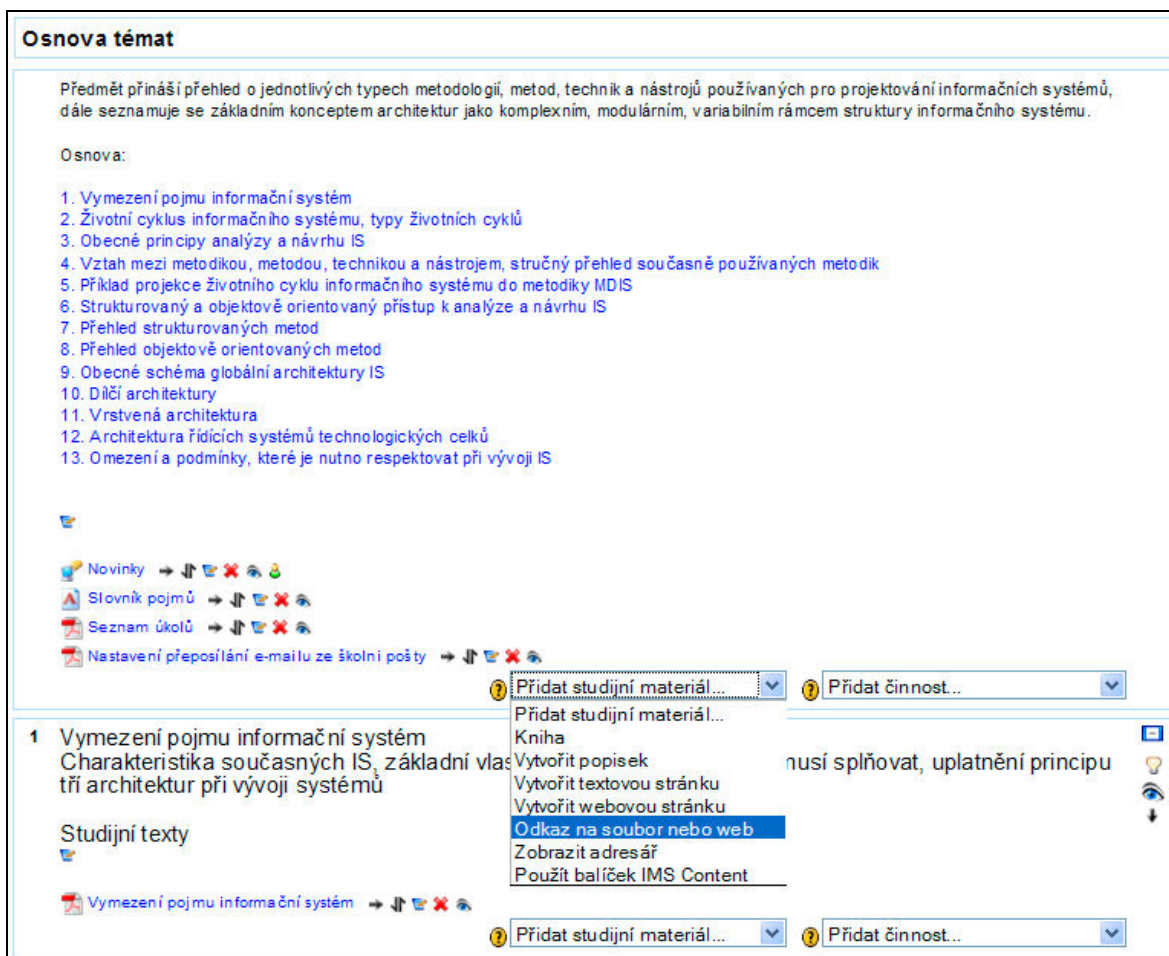 Osnova témat
Předmět přináší přehled o jednotlivých typech metodologií, metod, technik a nástrojů používaných pro projektování informačních systémů,
dále seznamuje se základním konceptem architektur jako komplexním, modulárním, variabilním rámcem struktury informačního systému.
Osnova:
1. Vymezení pojmu informační systém
2. Životní cyklus informačního systému, typy životních cyklů
3. Obecné principy analýzy a návrhu IS
4. Vztah mezi metodikou, metodou, technikou a nástrojem, stručný přehled současně používaných metodik
5. Příklad projekce životního cyklu informačního systému do metodiky MDIS
6. Strukturovaný a objektově orientovaný přístup k analýze a návrhu IS
7. Přehled strukturovaných metod
8. Přehled objektově orientovaných metod
9. Obecné schéma globální architektury IS
10. Dílčí architektury
11. Vrstvená architektura
12. Architektura řídících systémů technologických celků
13. Omezení a podmínky, které je nutno respektovat při vývoji IS
Novinky
Slovník pojmů
Seznam úkolů
Nastavení přeposílání e-mailu ze školni pošty
Přidat studijní materiál... Přidat činnost...
Přidat studijní materiál...
Kniha
Vytvořit popisek
Vytvořit textovou stránku
Vytvořit webovou stránku
Odkaz na soubor nebo web
Zobrazit adresář
Použít balíček IMS Content
1 Vymezení pojmu informační systém
Charakteristika současných IS, základní vlas nusí splňovat, uplatnění principu
tří architektur při vývoji systémů
Studijní texty
Vymezení pojmu informační systém
Přidat studijní materiál... Přidat činnost...